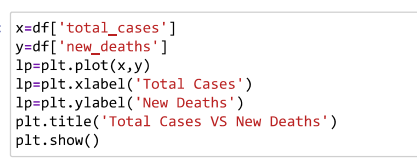 x=df['total_cases']
y=df['new_deaths']
lp=plt.plot(x,y)
lp=plt.xlabel('Total Cases')
lp=plt.ylabel('New Deaths')
plt.title('Total Cases VS New Deaths')
plt.show()